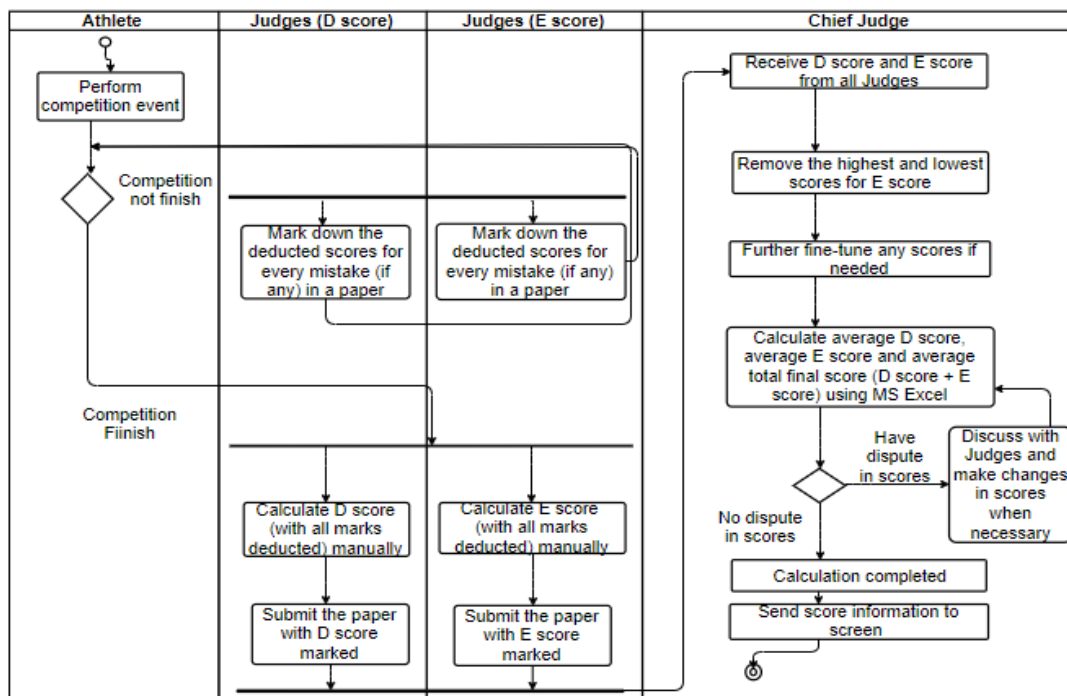 Athlete
Judges (D score)
Judges (E score)
Chief Judge
Perform
competition event
Competition
not finish
Mark down the
deducted scores for
every mistake (if
any) in a paper
Mark down the
deducted scores for
every mistake (if any)
in a paper
Competition
Fiinish
Calculate D score
(with all marks
deducted) manually
Calculate E score
(with all marks
deducted) manually
Submit the paper
with D score
marked
Submit the paper
with E score
marked
Receive D score and E score
from all Judges
Remove the highest and lowest
scores for E score
Further fine-tune any scores if
needed
Calculate average D score,
average E score and average
total final score (D score + E
score) using MS Excel
Have
dispute
in scores
Discuss with
Judges and
make changes
in scores
when
necessary
No dispute
in scores
Calculation completed
Send score information to
screen